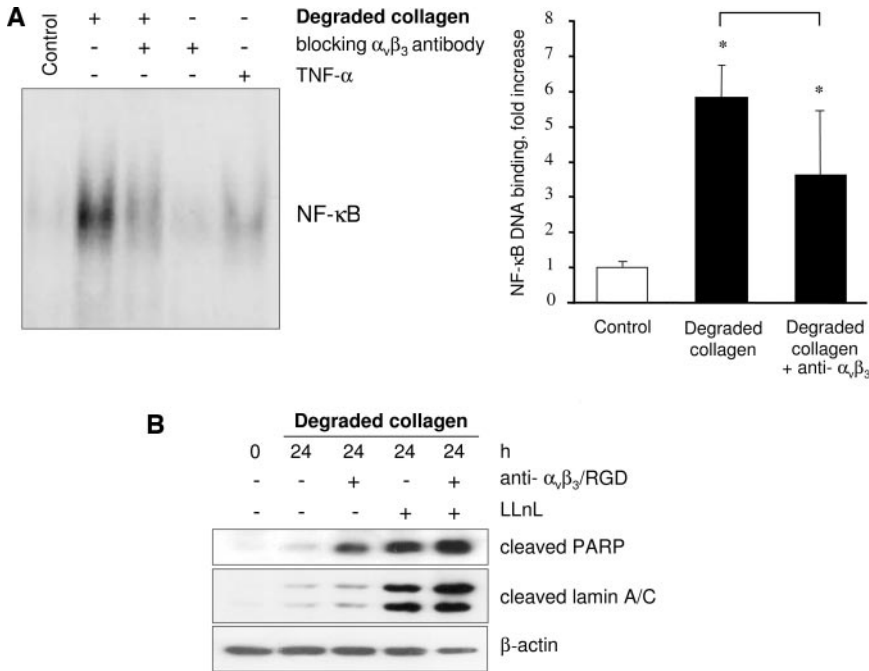 A
Control + + - - Degraded collagen
- + + - blocking αvβ3 antibody
- - - + TNF-α
NF-κB
NF-κB DNA binding, fold increase
8
7
6
5
4
3
2
1
0
*
*
Control
Degraded
collagen
Degraded
collagen
+ anti- αvβ3
B
Degraded collagen
0 24 24 24 24 h
- - + - + anti- αvβ3/RGD
- - - + + LLnL
cleaved PARP
cleaved lamin A/C
β-actin